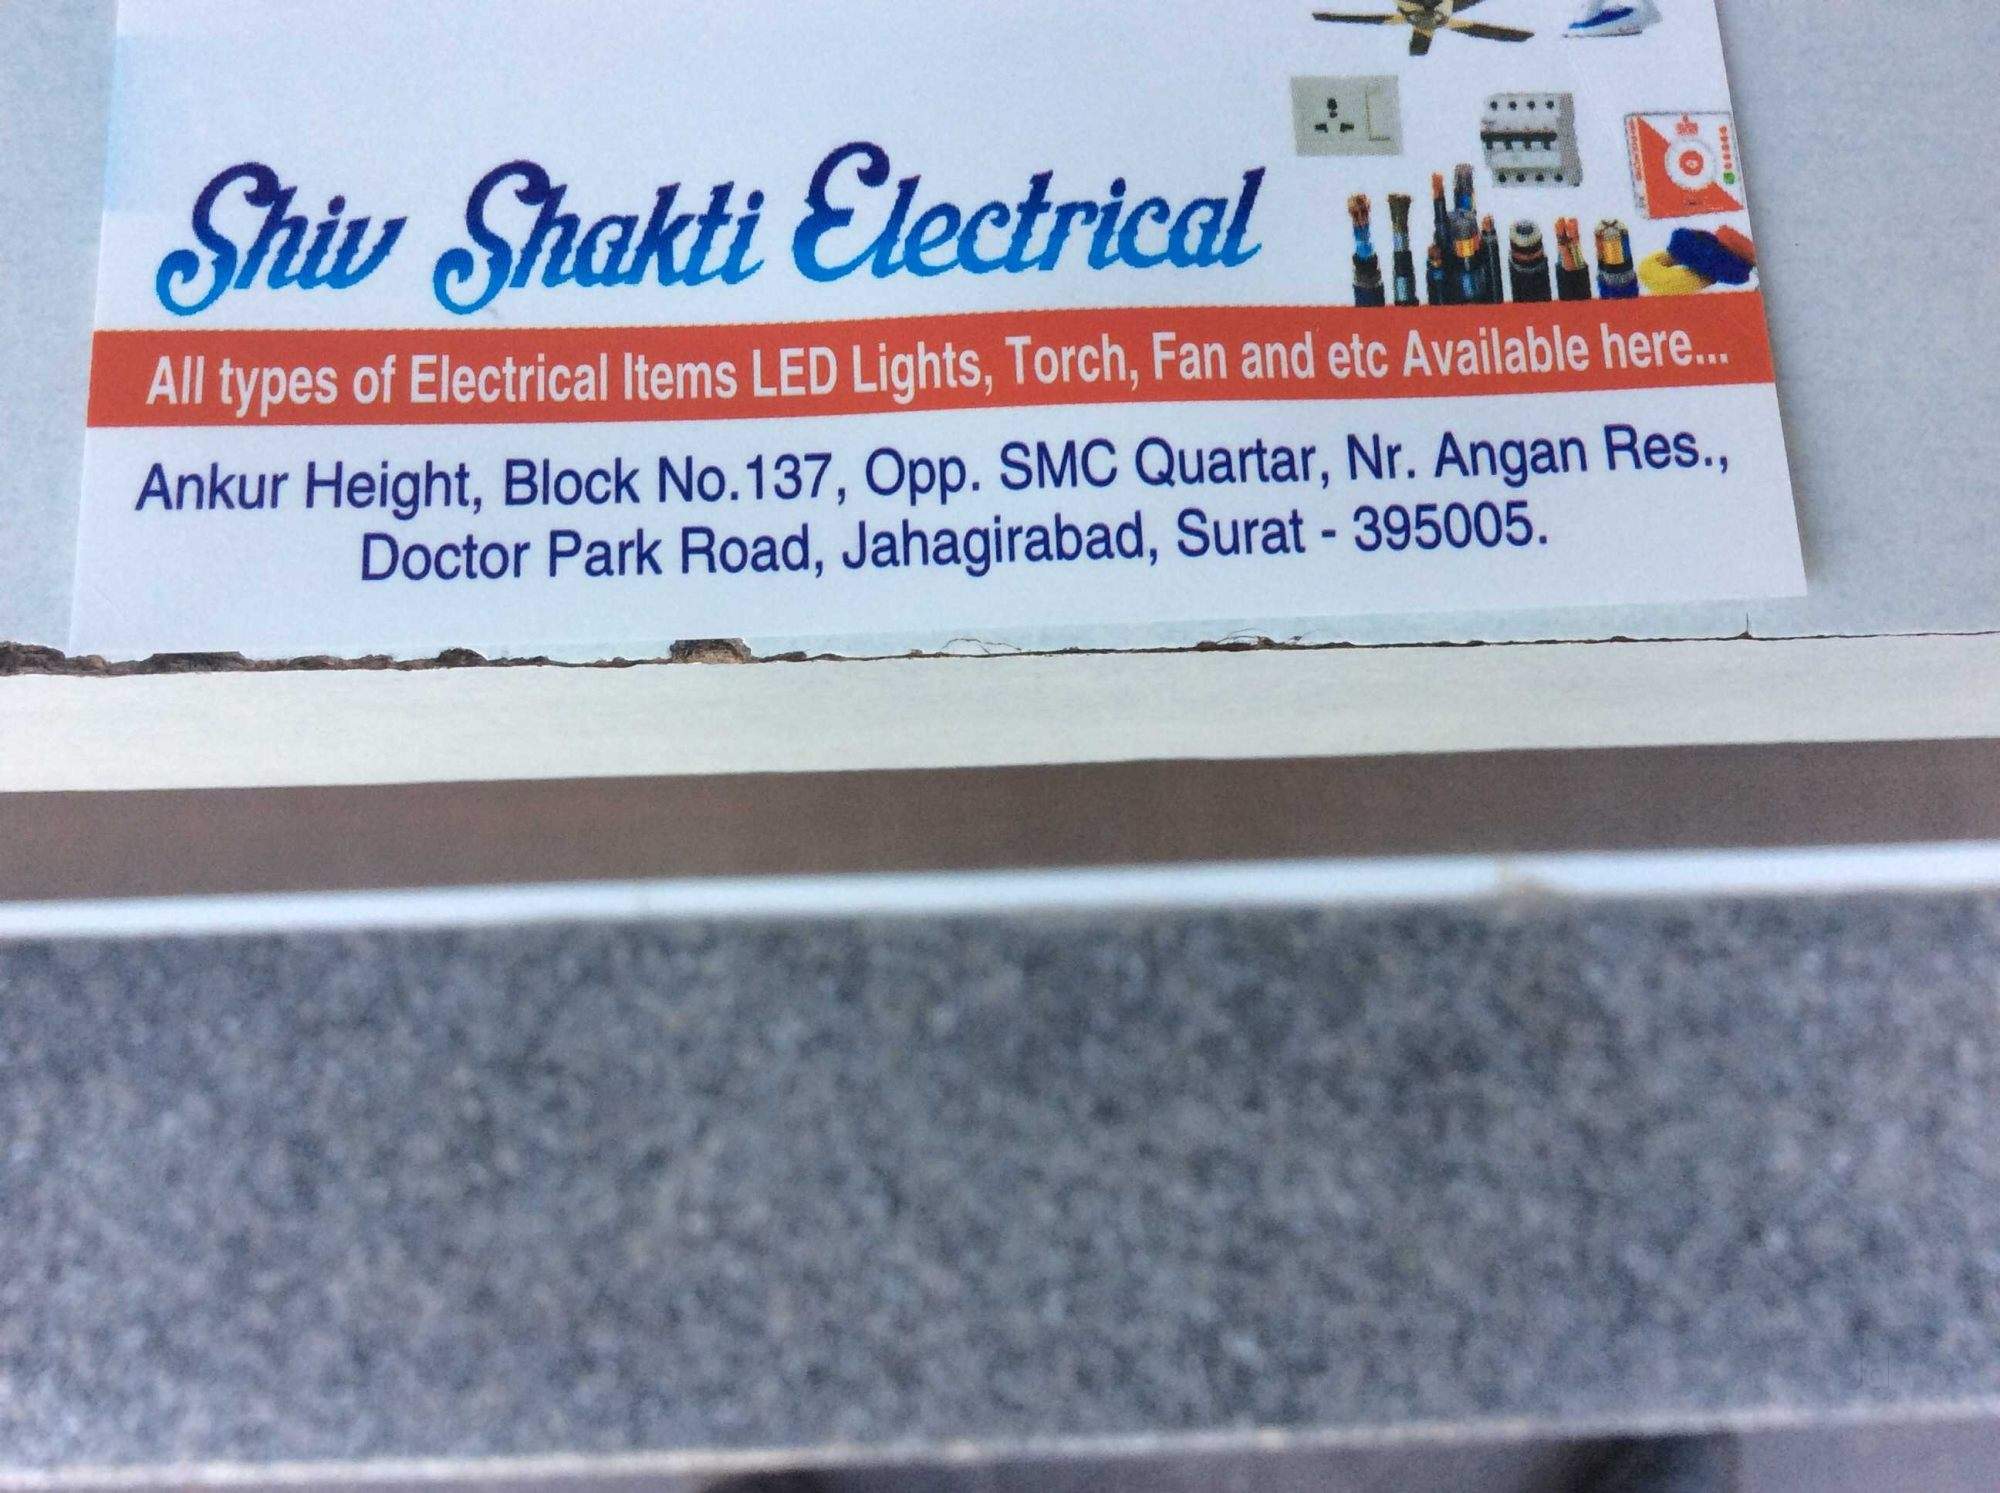 Shiv Shakti Electrical
All types of Electrical Items LED Lights, Torch, Fan and etc Available here...
Ankur Height, Block No.137, Opp. SMC Quartar, Nr. Angan Res.,
Doctor Park Road, Jahagirabad, Surat - 395005.